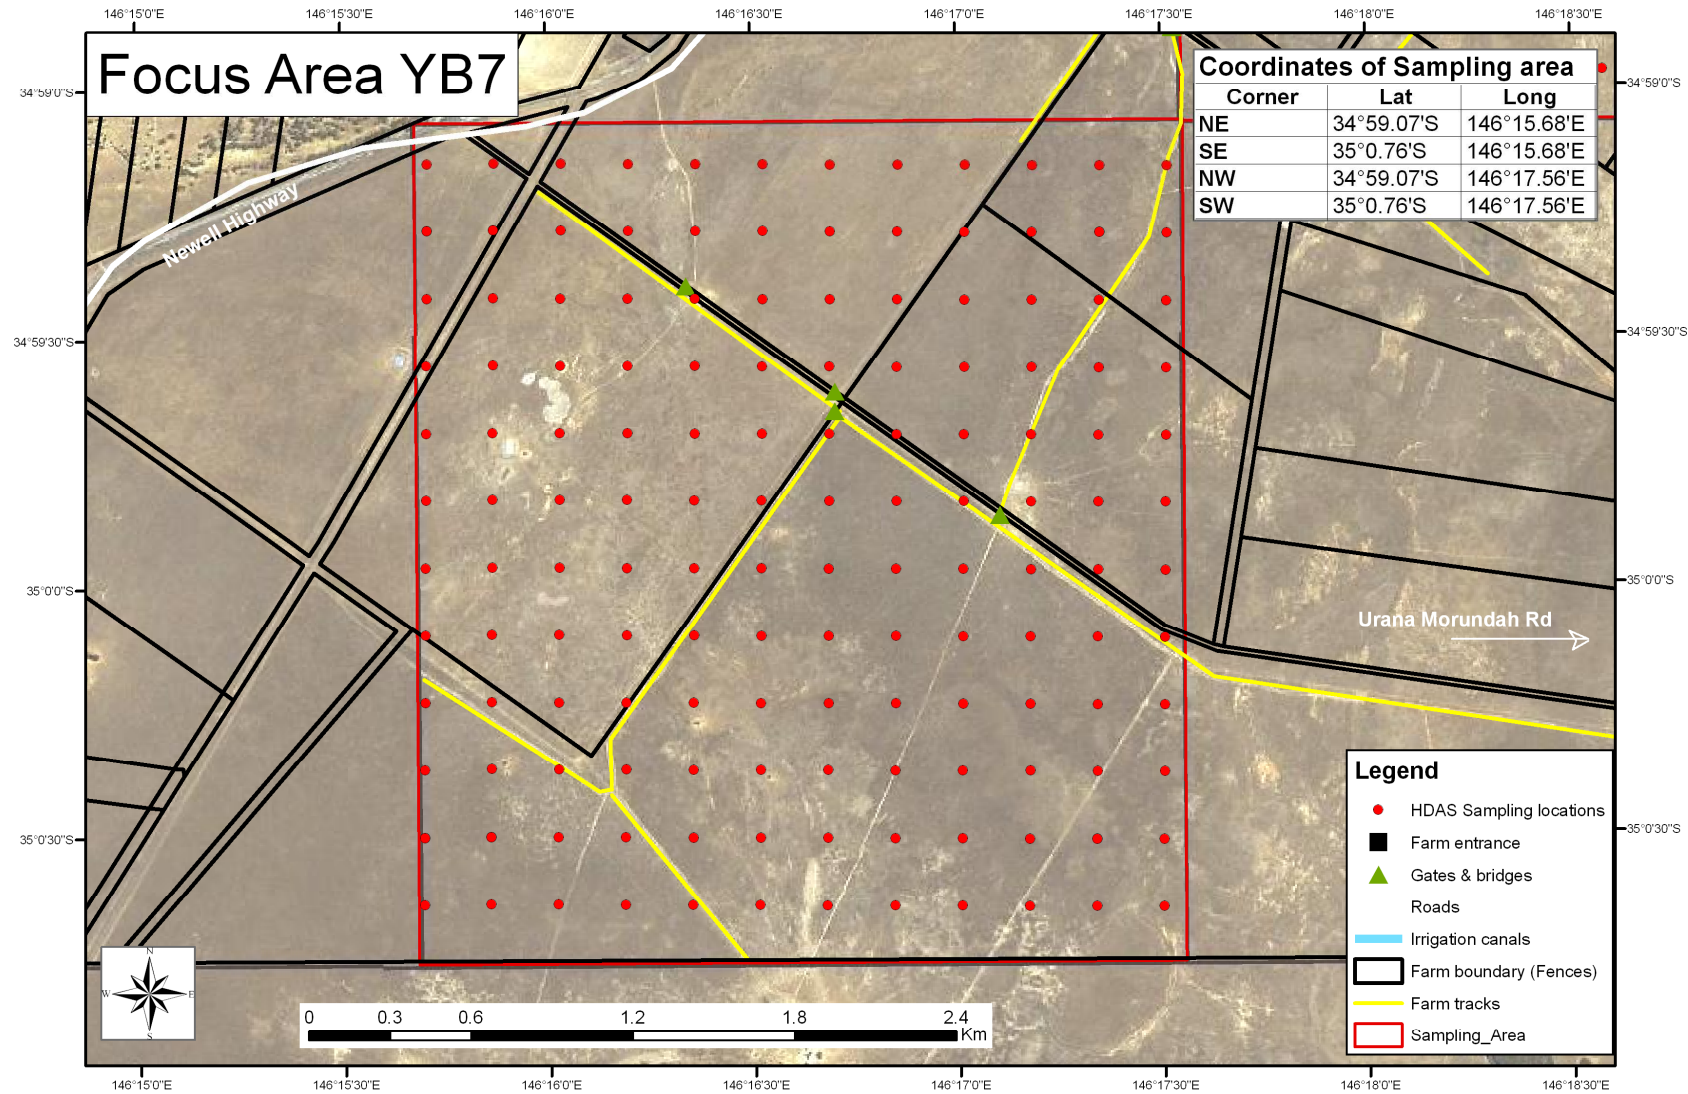 146°15'0"E 146°15'30"E 146°16'0"E 146°16'30"E 146°17'0"E 146°17'30"E 146°18'0"E 146°18'30"E
Focus Area YB7
Coordinates of Sampling area
Corner Lat Long
NE 34°59.07'S 146°15.68'E
SE 35°0.76'S 146°15.68'E
NW 34°59.07'S 146°17.56'E
SW 35°0.76'S 146°17.56'E
34°59'0"S 34°59'0"S
Newell Highway
34°59'30"S 34°59'30"S
35°0'0"S 35°0'0"S
Urana Morundah Rd
35°0'30"S 35°0'30"S
Legend
HDAS Sampling locations
Farm entrance
Gates & bridges
Roads
Irrigation canals
Farm boundary (Fences)
Farm tracks
Sampling_Area
N
W E
S
0 0.3 0.6 1.2 1.8 2.4
Km
146°15'0"E 146°15'30"E 146°16'0"E 146°16'30"E 146°17'0"E 146°17'30"E 146°18'0"E 146°18'30"E